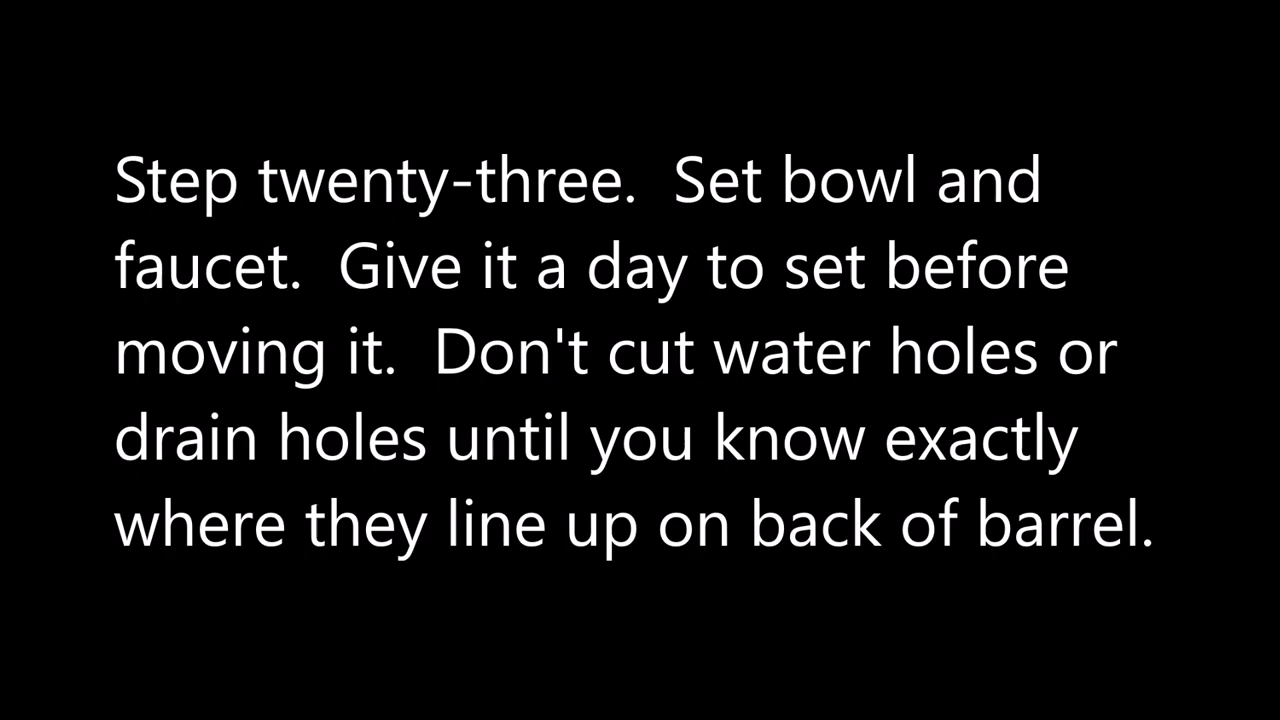 Step twenty-three.  Set bowl and
faucet.  Give it a day to set before
moving it.  Don't cut water holes or
drain holes until you know exactly
where they line up on back of barrel.